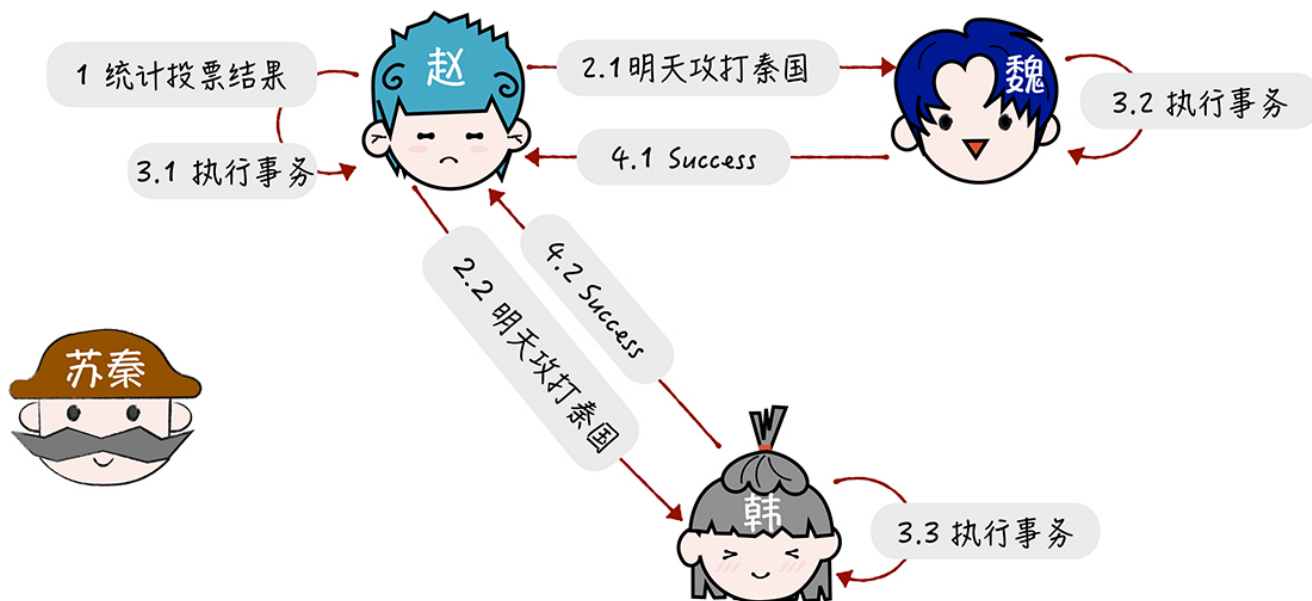 1 统计投票结果
赵
2.1明天攻打秦国
魏
3.2 执行事务
3.1 执行事务
4.1 Success
2.2 明天攻打秦国
4.2 Success
苏秦
韩
3.3 执行事务